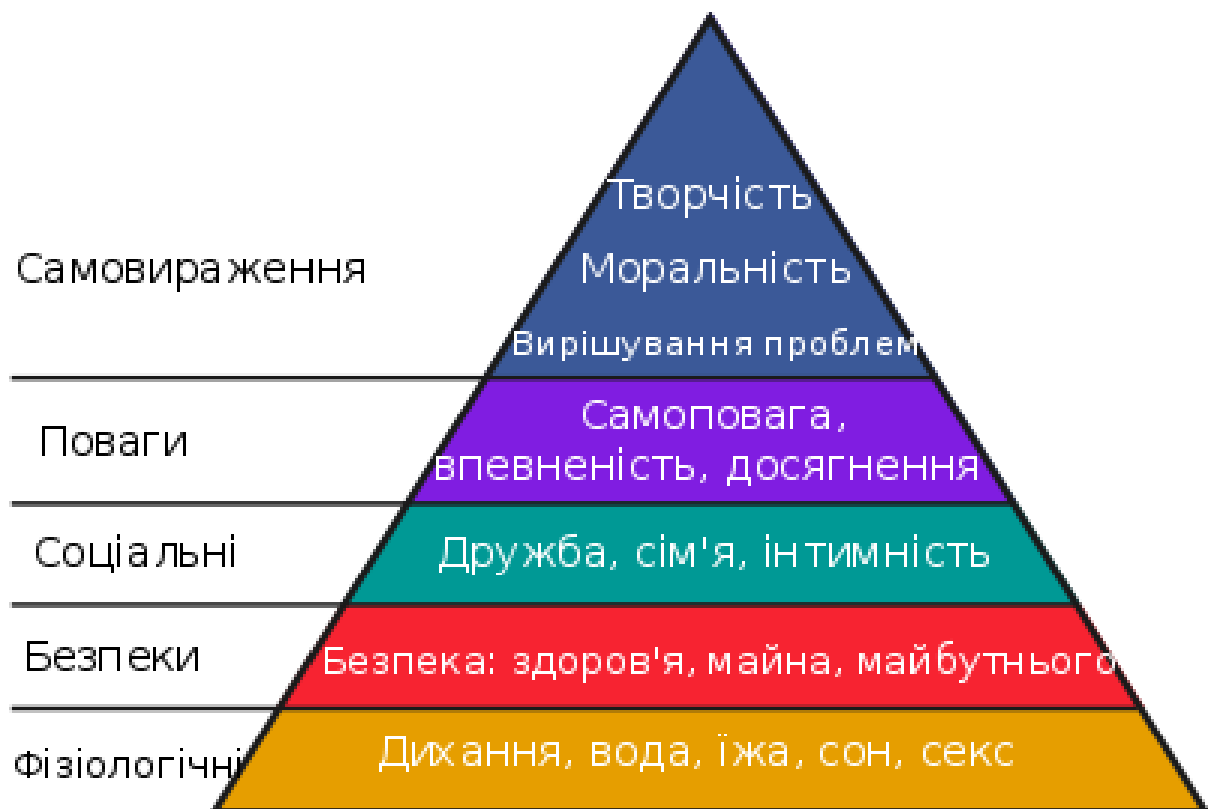 Творчість
Самовираження
Моральність
Вирішування проблем
Поваги
Самоповага,
впевненість, досягнення
Соціальні
Дружба, сім'я, інтимність
Безпеки
Безпека: здоров'я, майна, майбутнього
Фізіологічні
Дихання, вода, їжа, сон, секс